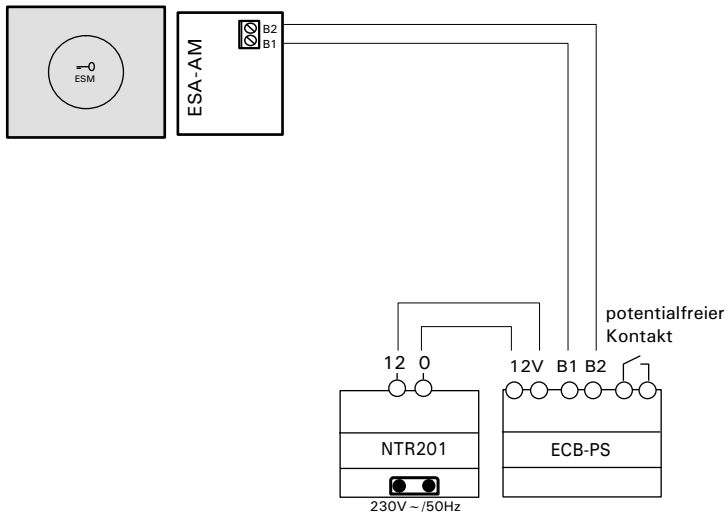 ESM
ESA-AM
B2
B1
potentialfreier
Kontakt
12 0
12V B1 B2
NTR201
ECB-PS
230V~/50Hz